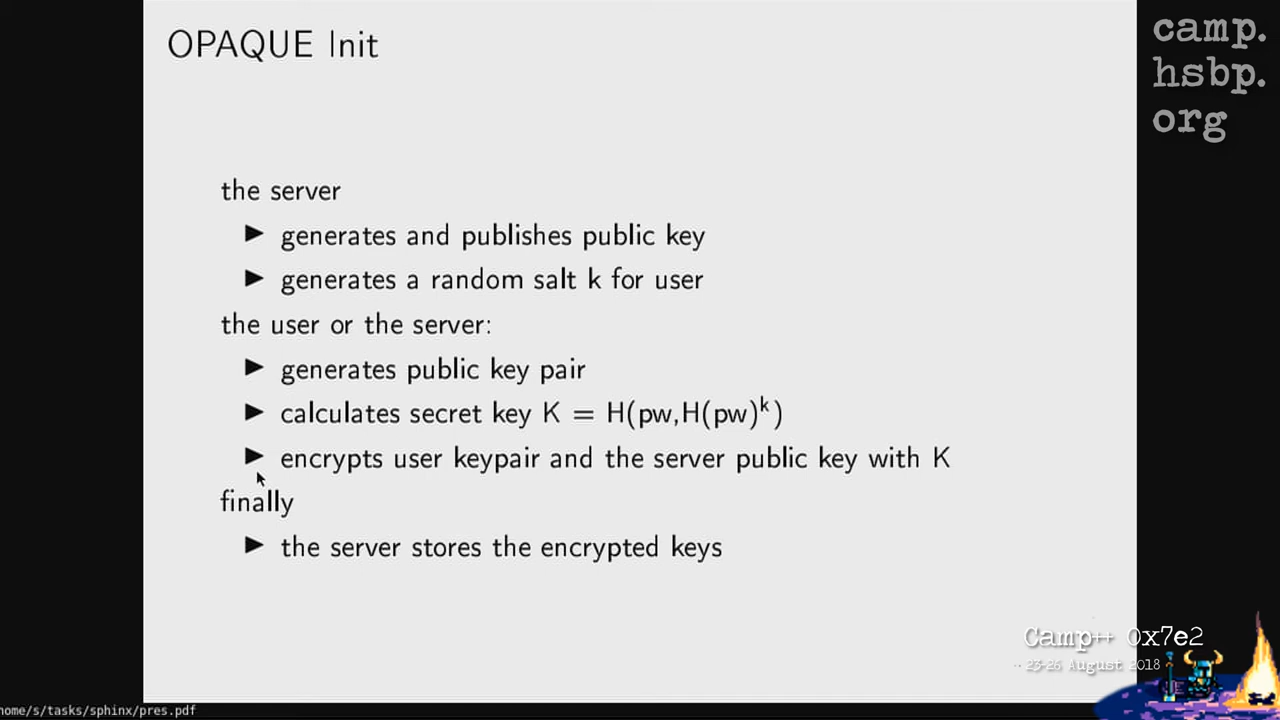 OPAQUE Init
camp.
hsbp.
org
the server
► generates and publishes public key
► generates a random salt k for user
the user or the server:
► generates public key pair
► calculates secret key K = H(pw,H(pw)^k)
► encrypts user keypair and the server public key with K
finally
► the server stores the encrypted keys
Camp++ 0x7e2
23-26 August 2018
home/s/tasks/sphinx/pres.pdf